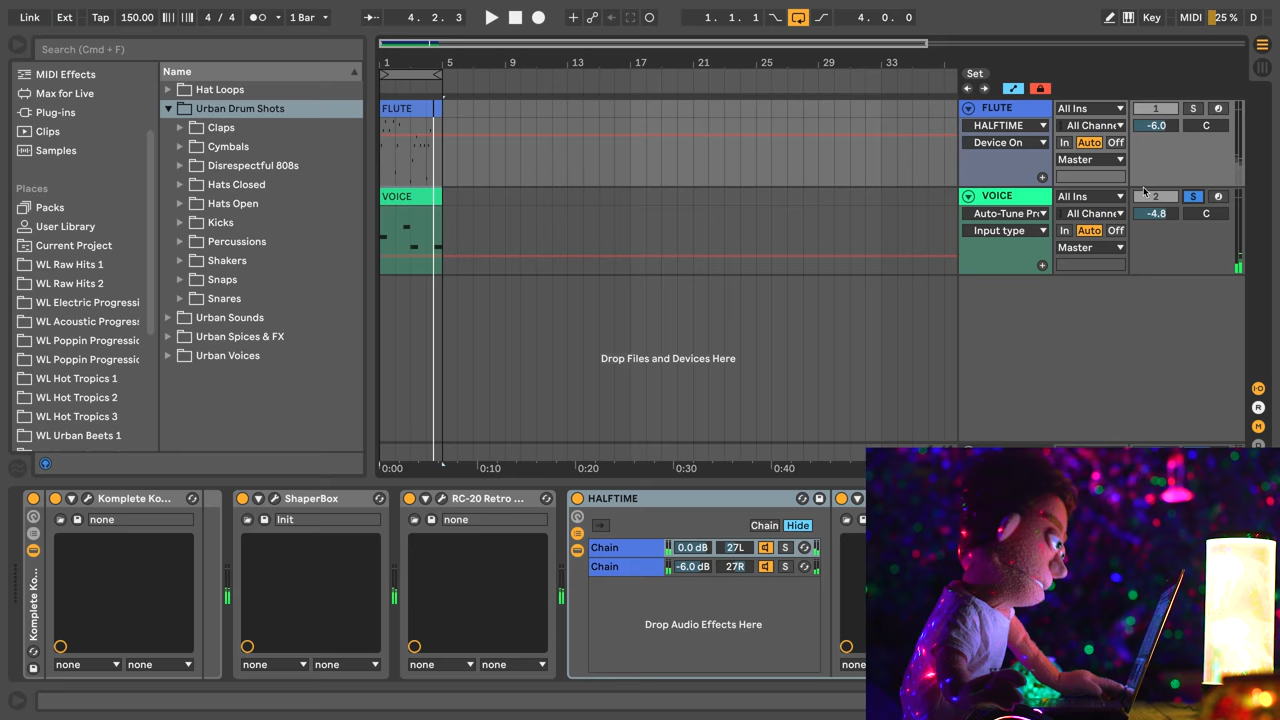 Link Ext Tap 150.00 4 / 4 1 Bar 4. 2. 3 1. 1. 1 4. 0. 0 Key MIDI 25 % D
Search (Cmd + F)
MIDI Effects
Max for Live
Plug-ins
Clips
Samples
Places
Packs
User Library
Current Project
WL Raw Hits 1
WL Raw Hits 2
WL Electric Progressi
WL Acoustic Progres
WL Poppin Progressic
WL Poppin Progressic
WL Hot Tropics 1
WL Hot Tropics 2
WL Hot Tropics 3
WL Urban Beets 1
Name
Hat Loops
Urban Drum Shots
Claps
Cymbals
Disrespectful 808s
Hats Closed
Hats Open
Kicks
Percussions
Shakers
Snaps
Snares
Urban Sounds
Urban Spices & FX
Urban Voices
1 5 9 13 17 21 25 29 33
Set
FLUTE
VOICE
Drop Files and Devices Here
0:00 0:10 0:20 0:30 0:40
FLUTE All Ins 1 S
HALFTIME All Channe -6.0 C
Device On In Auto Off
Master
VOICE All Ins 2 S
Auto-Tune Pr All Channe -4.8 C
Input type In Auto Off
Master
I·O
R
M
D
Komplete Ko...
Komplete Ko...
none
none none
ShaperBox
Init
none none
RC-20 Retro ...
none
none none
HALFTIME
Chain Hide
Chain 0.0 dB 27L S
Chain -6.0 dB 27R S
Drop Audio Effects Here
none